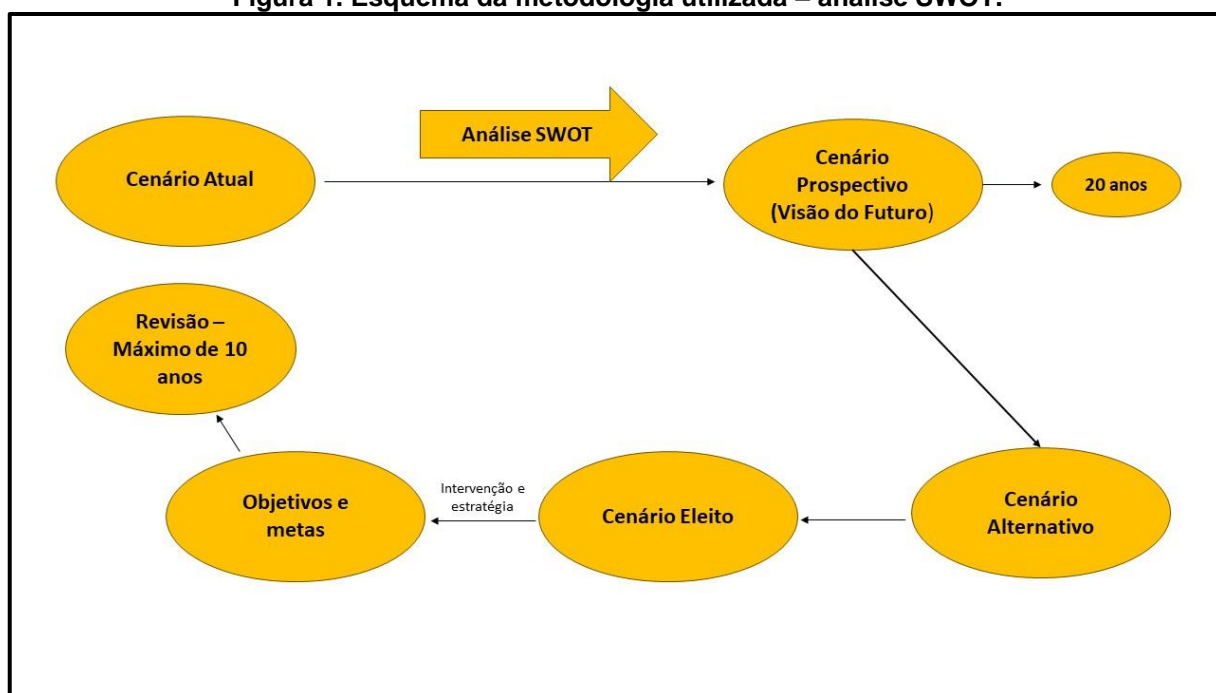 Figura 1. Esquema da metodologia utilizada – análise SWOT.
Análise SWOT
Cenário Atual
Cenário
Prospectivo
(Visão do Futuro)
20 anos
Revisão –
Máximo de 10
anos
Objetivos e
metas
Intervenção e
estratégia
Cenário Eleito
Cenário
Alternativo